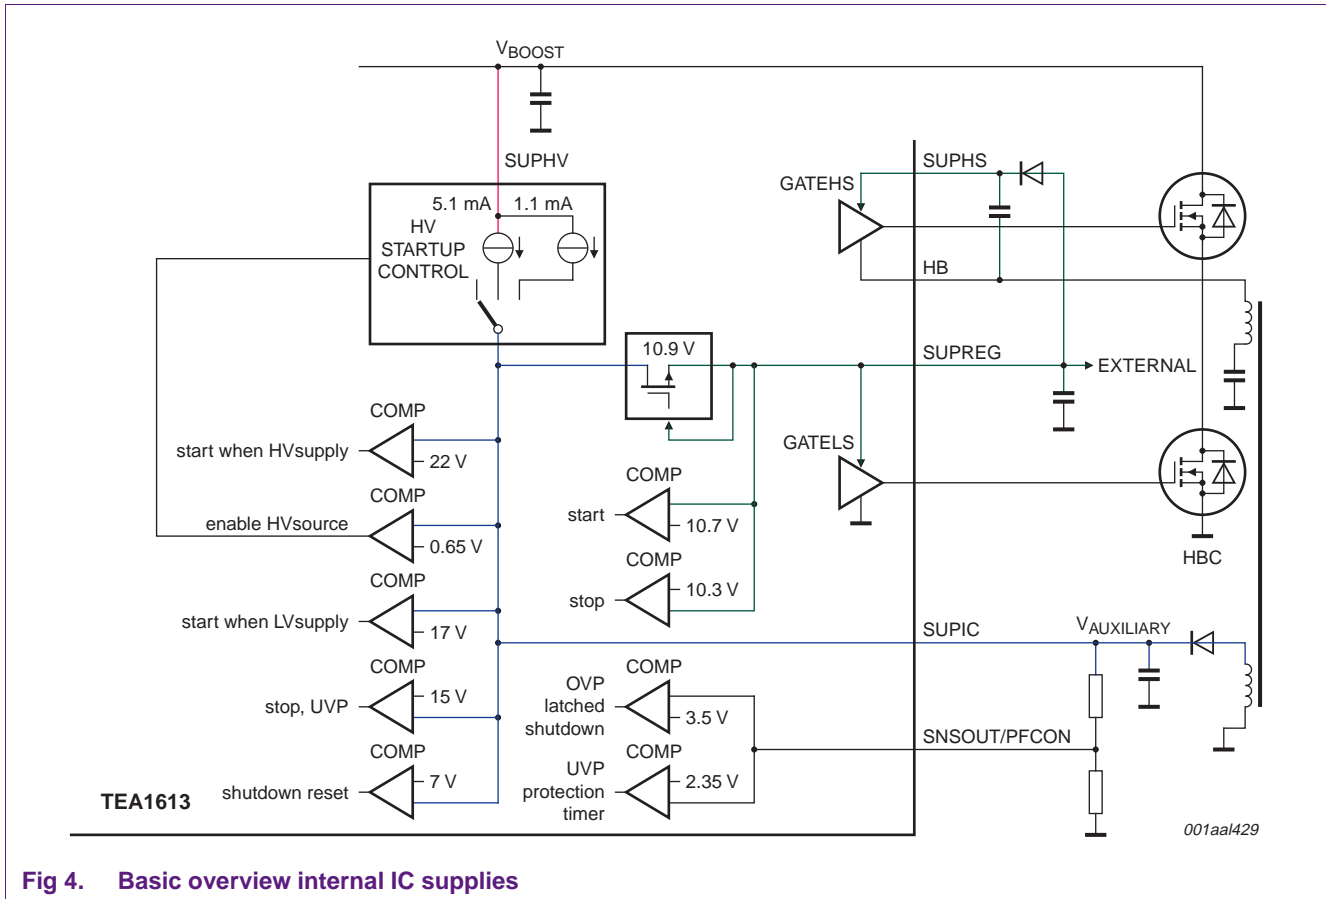 VBOOST
SUPHV
5.1 mA
1.1 mA
HV
STARTUP
CONTROL
SUPHS
GATEHS
HB
10.9 V
SUPREG
EXTERNAL
COMP
start when HVsupply
22 V
COMP
enable HVsource
0.65 V
COMP
start when LVsupply
17 V
COMP
stop, UVP
15 V
COMP
shutdown reset
7 V
COMP
start
10.7 V
COMP
stop
10.3 V
GATELS
HBC
SUPIC
VAUXILIARY
COMP
OVP
latched
shutdown
3.5 V
SNSOUT/PFCON
COMP
UVP
protection
timer
2.35 V
TEA1613
001aal429
Fig 4. Basic overview internal IC supplies